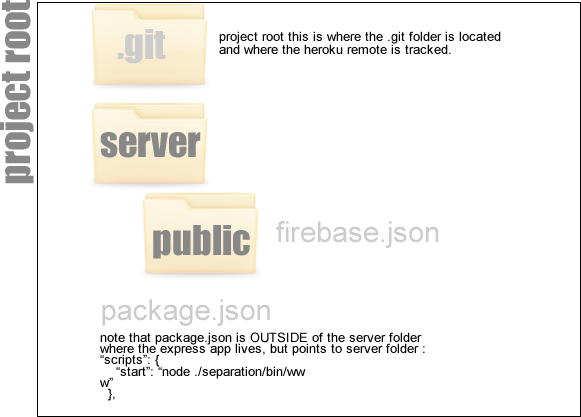 project root
.git
project root this is where the .git folder is located
and where the heroku remote is tracked.
server
public
firebase.json
package.json
note that package.json is OUTSIDE of the server folder
where the express app lives, but points to server folder :
“scripts”: {
“start”: “node ./separation/bin/ww
w”
},